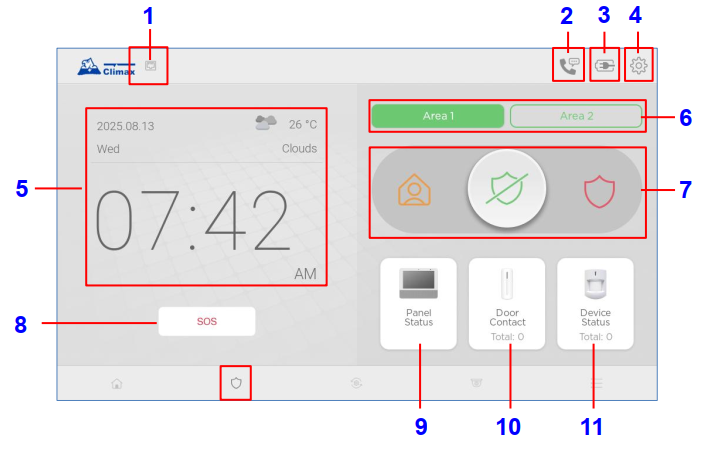 1
2
3
4
Climax
Area 1
Area 2
6
2025.08.13
26 °C
Wed
Clouds
5
07:42
AM
7
Panel
Status
Door
Contact
Total: 0
Device
Status
Total: 0
8
SOS
9
10
11